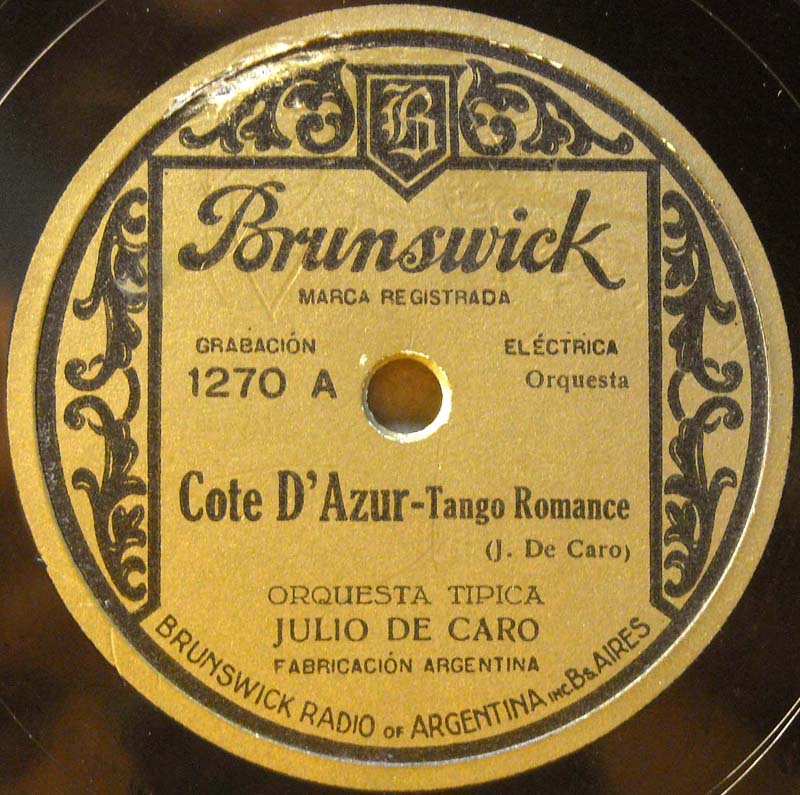 B
Brunswick
MARCA REGISTRADA
GRABACIÓN ELÉCTRICA
1270 A Orquesta
Cote D'Azur-Tango Romance
(J. De Caro)
ORQUESTA TIPICA
JULIO DE CARO
FABRICACIÓN ARGENTINA
BRUNSWICK RADIO OF ARGENTINA INC. Bs. AIRES